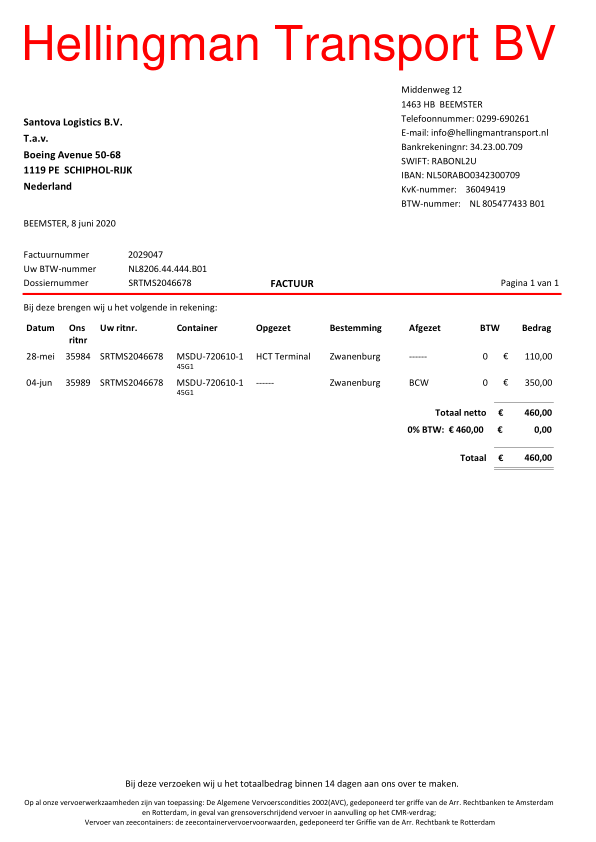 Hellingman Transport BV
Middenweg 12
1463 HB BEEMSTER
Telefoonnummer: 0299-690261
E-mail: info@hellingmantransport.nl
Bankrekeningnr: 34.23.00.709
SWIFT: RABONL2U
IBAN: NL50RABO0342300709
KvK-nummer: 36049419
BTW-nummer: NL 805477433 B01
Santova Logistics B.V.
T.a.v.
Boeing Avenue 50-68
1119 PE SCHIPHOL-RIJK
Nederland
BEEMSTER, 8 juni 2020
Factuurnummer 2029047
Uw BTW-nummer NL8206.44.444.B01
Dossiernummer SRTMS2046678 FACTUUR Pagina 1 van 1
Bij deze brengen wij u het volgende in rekening:
Datum Ons Uw ritnr. Container Opgezet Bestemming Afgezet BTW Bedrag
ritnr
28-mei 35984 SRTMS2046678 MSDU-720610-1 HCT Terminal Zwanenburg ------ 0 € 110,00
45G1
04-jun 35989 SRTMS2046678 MSDU-720610-1 ------ Zwanenburg BCW 0 € 350,00
45G1
Totaal netto € 460,00
0% BTW: € 460,00 € 0,00
Totaal € 460,00
Bij deze verzoeken wij u het totaalbedrag binnen 14 dagen aan ons over te maken.
Op al onze vervoerwerkzaamheden zijn van toepassing: De Algemene Vervoerscondities 2002(AVC), gedeponeerd ter griffe van de Arr. Rechtbanken te Amsterdam
en Rotterdam, in geval van grensoverschrijdend vervoer in aanvulling op het CMR-verdrag;
Vervoer van zeecontainers: de zeecontainervervoervoorwaarden, gedeponeerd ter Griffie van de Arr. Rechtbank te Rotterdam